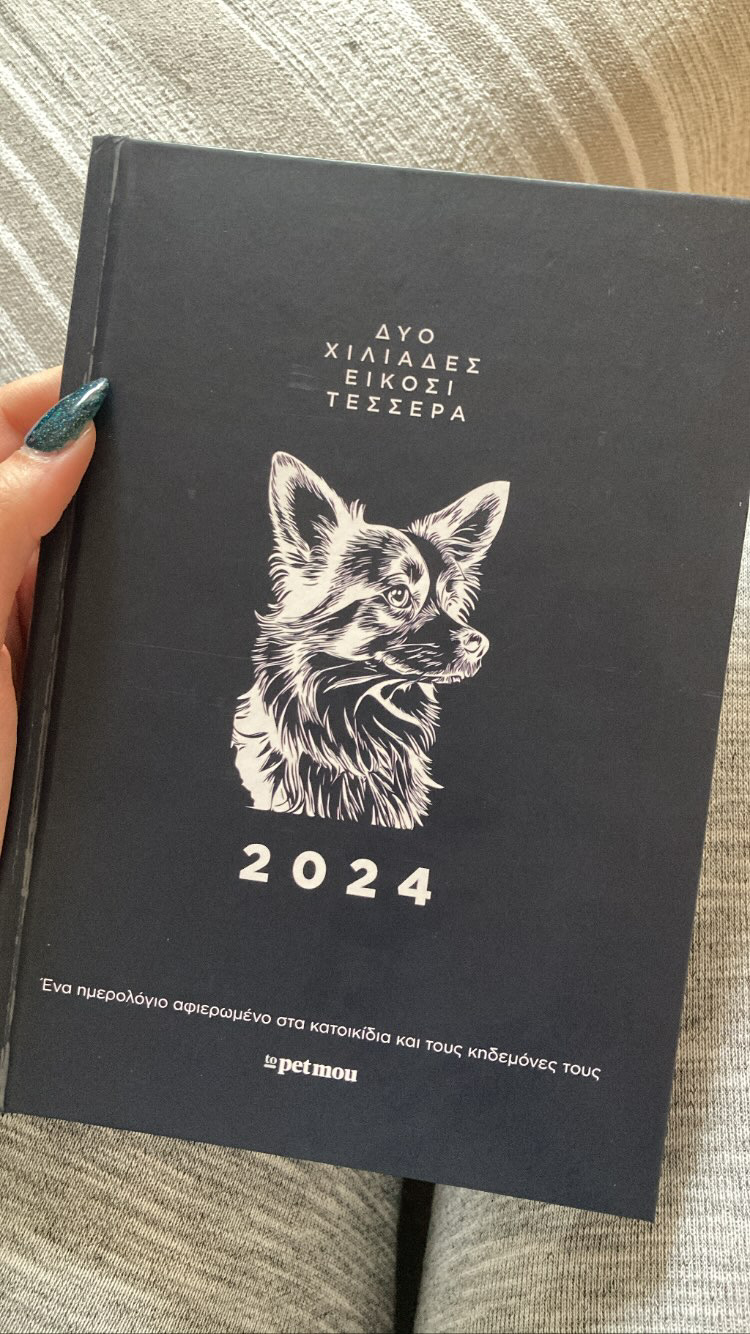 ΔΥΟ
ΧΙΛΙΑΔΕΣ
ΕΙΚΟΣΙ
ΤΕΣΣΕΡΑ
2024
Ένα ημερολόγιο αφιερωμένο στα κατοικίδια και τους κηδεμόνες τους
to petmou